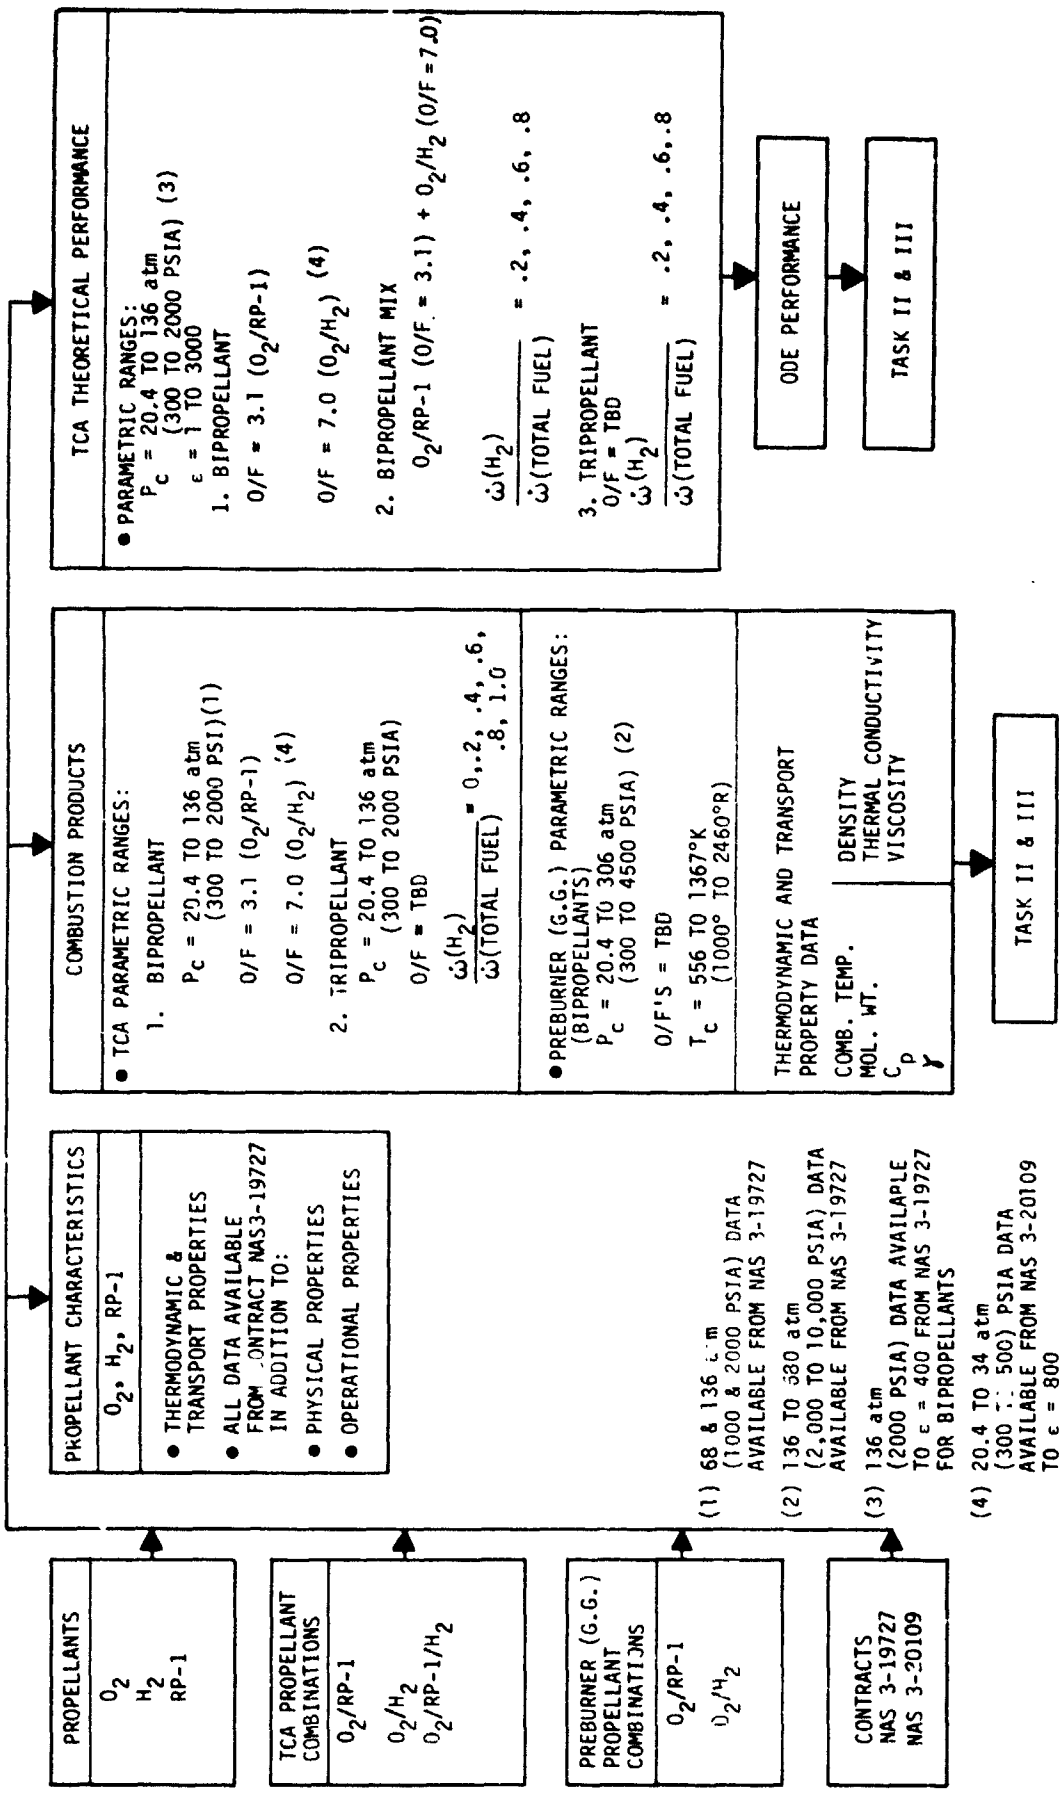 PROPELLANTS
O2
H2
RP-1
TCA PROPELLANT
COMBINATIONS
O2/RP-1
O2/H2
O2/RP-1/H2
PREBURNER (G.G.)
PROPELLANT
COMBINATIONS
O2/RP-1
O2/H2
CONTRACTS
NAS 3-19727
NAS 3-20109
PROPELLANT CHARACTERISTICS
O2, H2, RP-1
● THERMODYNAMIC &
TRANSPORT PROPERTIES
● ALL DATA AVAILABLE
FROM CONTRACT NAS3-19727
IN ADDITION TO:
● PHYSICAL PROPERTIES
● OPERATIONAL PROPERTIES
(1) 68 & 136 atm
(1000 & 2000 PSIA) DATA
AVAILABLE FROM NAS 3-19727
(2) 136 TO 680 atm
(2,000 TO 10,000 PSIA) DATA
AVAILABLE FROM NAS 3-19727
(3) 136 atm
(2000 PSIA) DATA AVAILABLE
TO ε = 400 FROM NAS 3-19727
FOR BIPROPELLANTS
(4) 20.4 TO 34 atm
(300 TO 500) PSIA DATA
AVAILABLE FROM NAS 3-20109
TO ε = 800
COMBUSTION PRODUCTS
● TCA PARAMETRIC RANGES:
1. BIPROPELLANT
Pc = 20.4 TO 136 atm
(300 TO 2000 PSI)(1)
O/F = 3.1 (O2/RP-1)
O/F = 7.0 (O2/H2) (4)
2. TRIPROPELLANT
Pc = 20.4 TO 136 atm
(300 TO 2000 PSIA)
O/F = TBD
ω̇(H2)
ω̇(TOTAL FUEL) = 0,.2, .4, .6,
.8, 1.0
● PREBURNER (G.G.) PARAMETRIC RANGES:
(BIPROPELLANTS)
Pc = 20.4 TO 306 atm
(300 TO 4500 PSIA) (2)
O/F'S = TBD
Tc = 556 TO 1367°K
(1000° TO 2460°R)
THERMODYNAMIC AND TRANSPORT
PROPERTY DATA
COMB. TEMP.
MOL. WT.
Cp
γ
DENSITY
THERMAL CONDUCTIVITY
VISCOSITY
TASK II & III
TCA THEORETICAL PERFORMANCE
● PARAMETRIC RANGES:
Pc = 20.4 TO 136 atm
(300 TO 2000 PSIA) (3)
ε = 1 TO 3000
1. BIPROPELLANT
O/F = 3.1 (O2/RP-1)
O/F = 7.0 (O2/H2) (4)
2. BIPROPELLANT MIX
O2/RP-1 (O/F = 3.1) + O2/H2 (O/F=7.0)
ω̇(H2)
ω̇(TOTAL FUEL) = .2, .4, .6, .8
3. TRIPROPELLANT
O/F = TBD
ω̇(H2)
ω̇(TOTAL FUEL) = .2, .4, .6,.8
ODE PERFORMANCE
TASK II & III